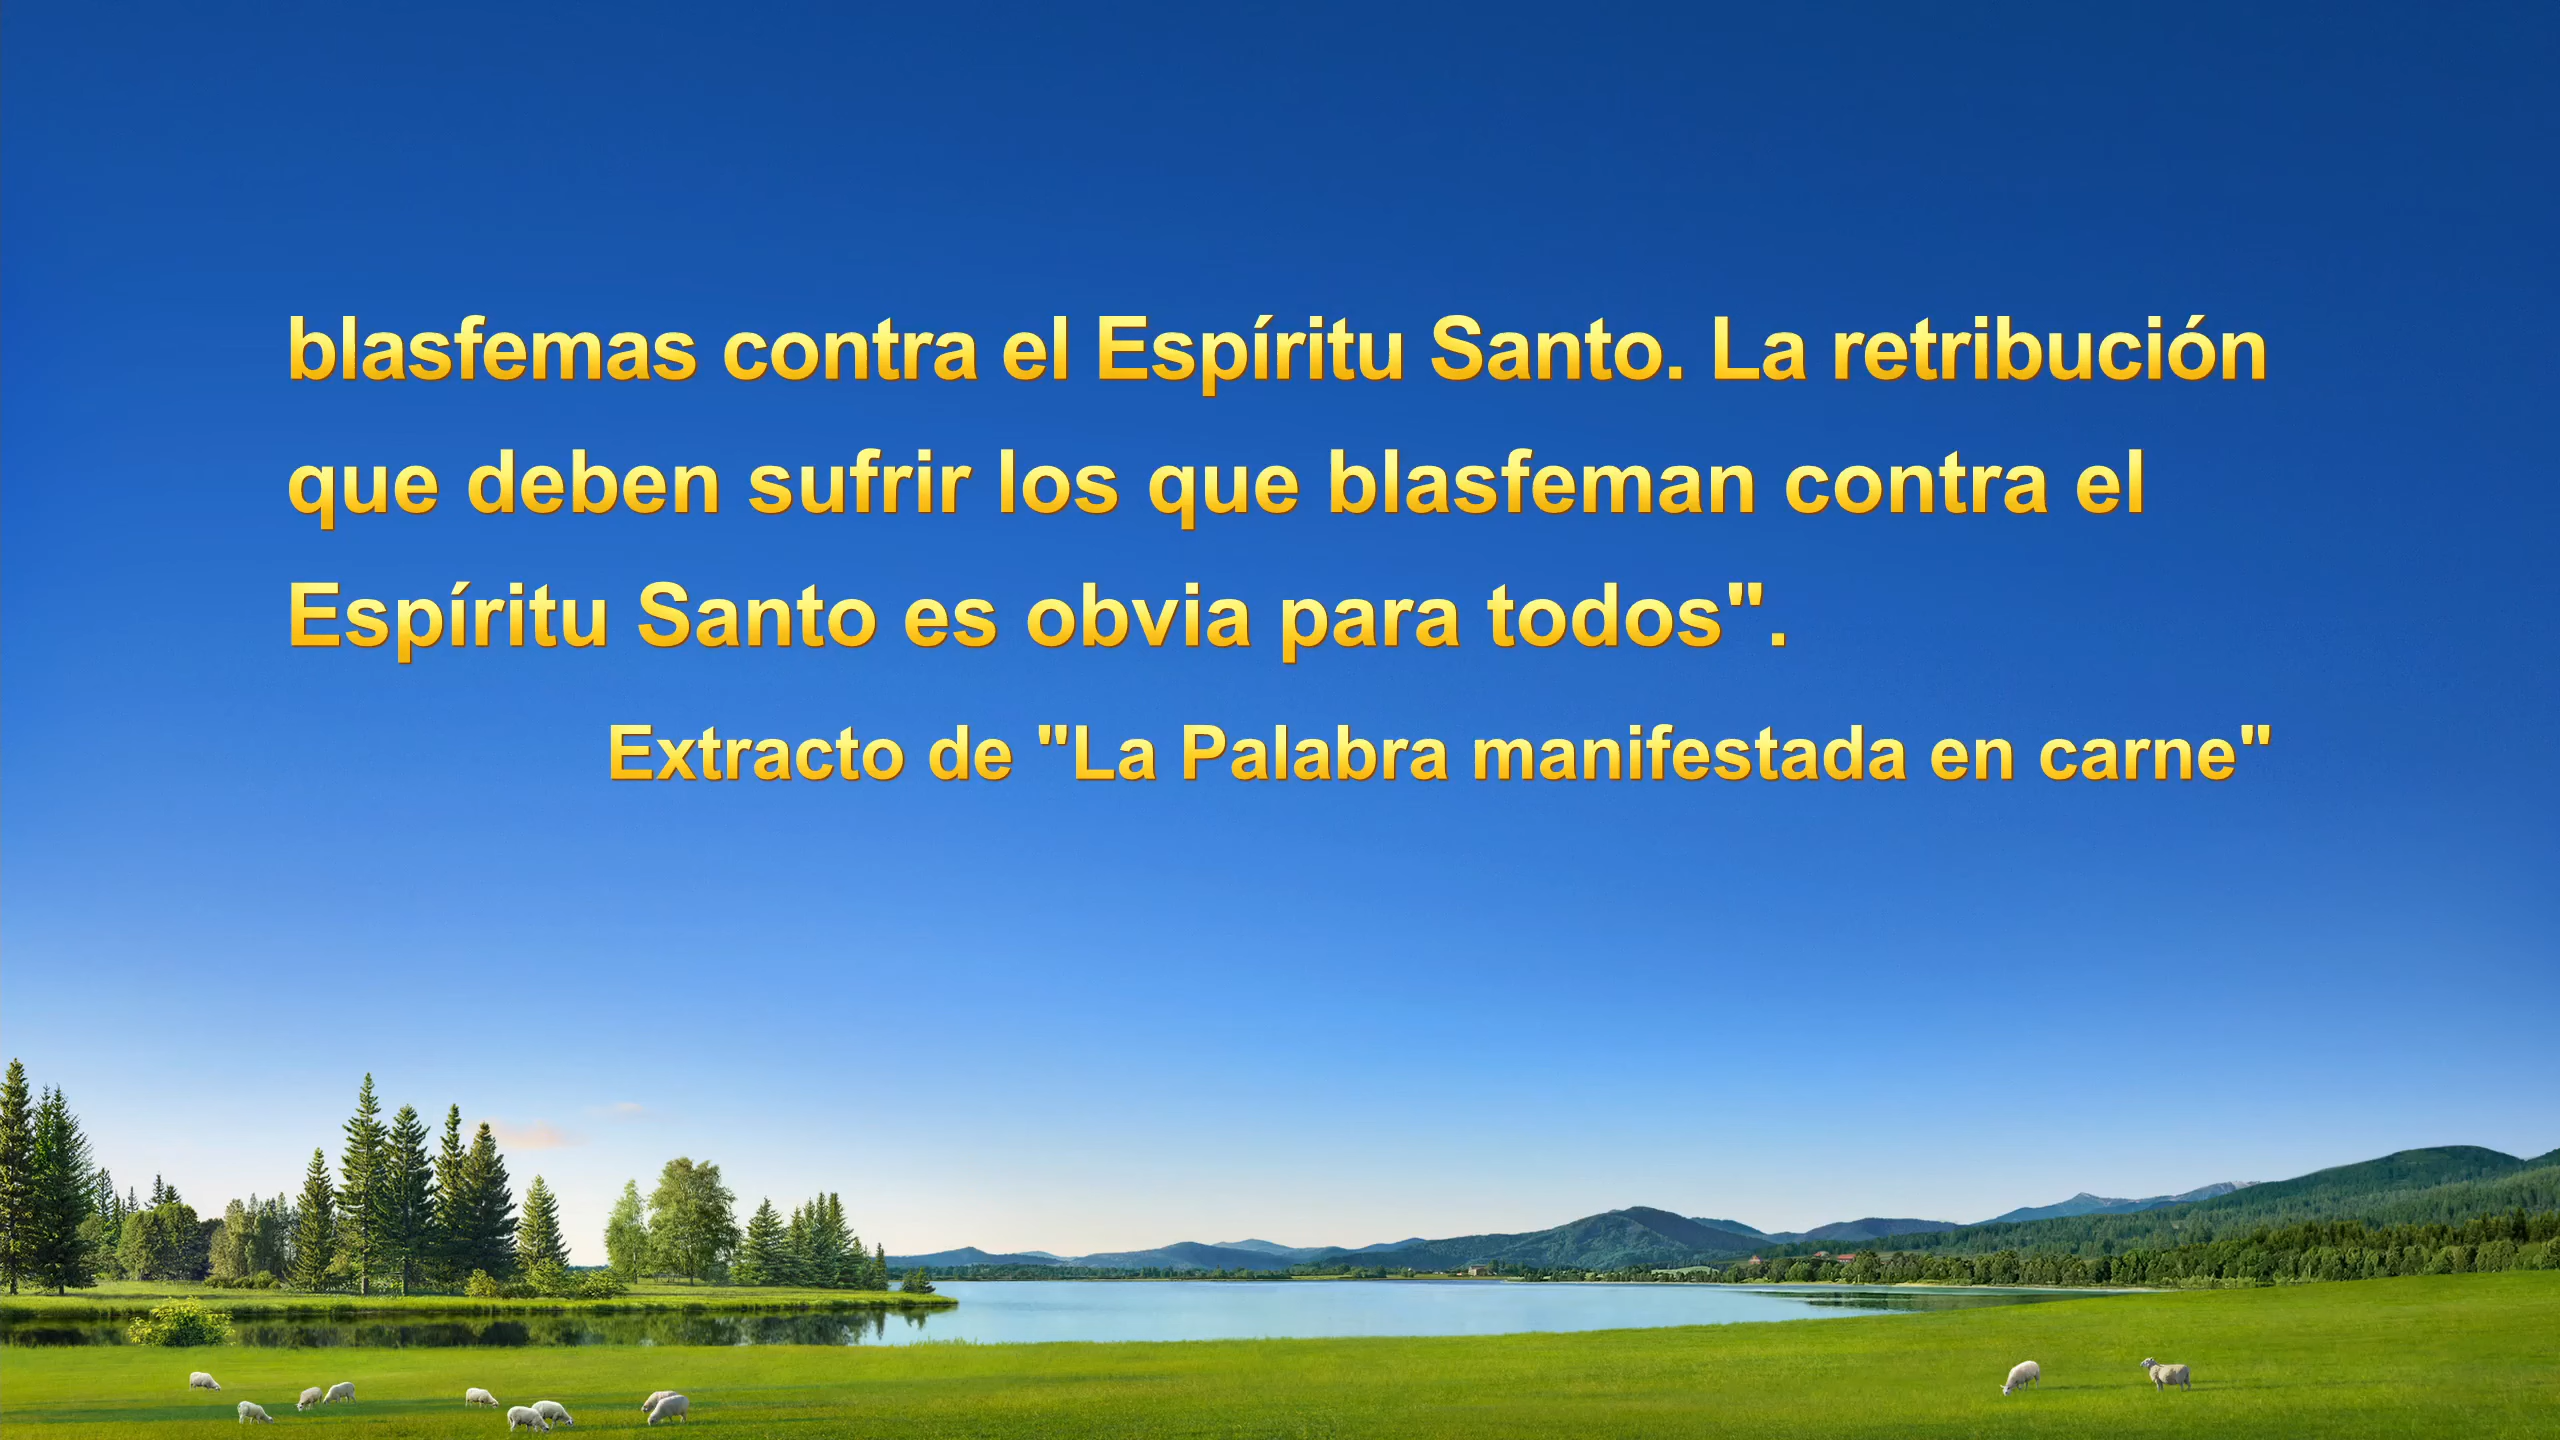 blasfemas contra el Espíritu Santo. La retribución
que deben sufrir los que blasfeman contra el
Espíritu Santo es obvia para todos".
Extracto de "La Palabra manifestada en carne"